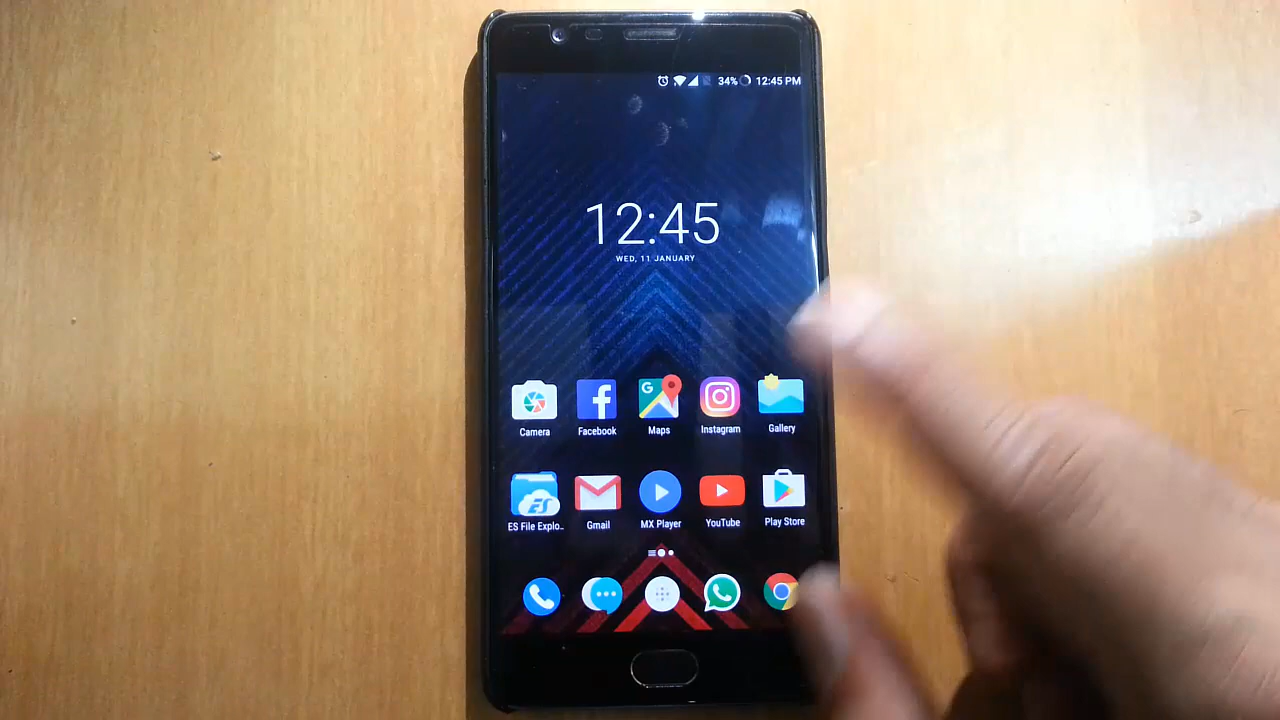 34% 12:45 PM
12:45
WED, 11 JANUARY
G
Camera Facebook Maps Instagram Gallery
ES
ES File Explo.. Gmail MX Player YouTube Play Store